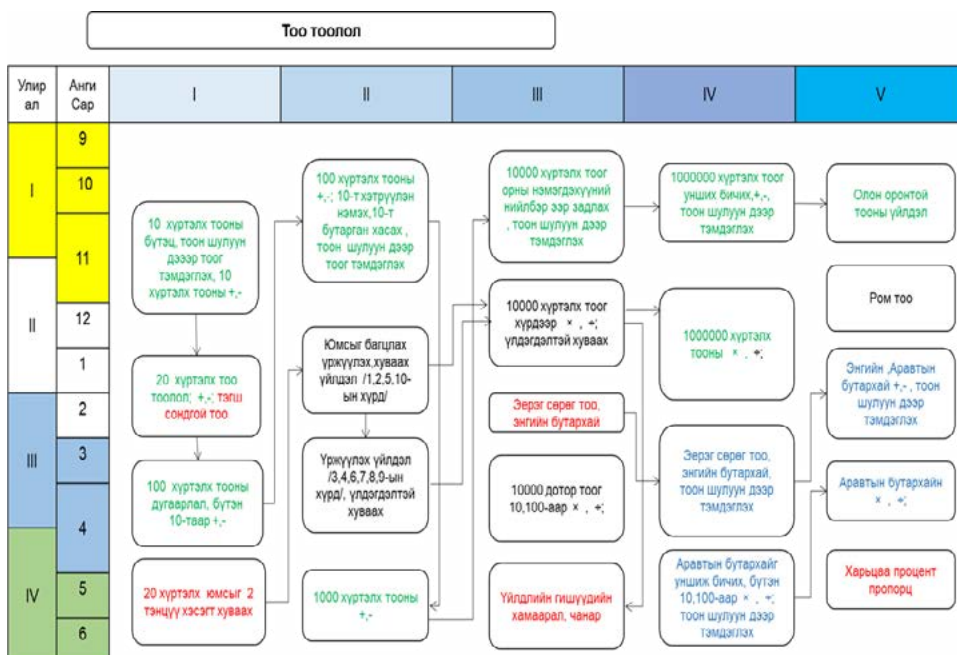 Тоо тоолол
Улир
ал
Анги
Сар
I
II
III
IV
V
I
II
III
IV
9
10
11
12
1
2
3
4
5
6
10 хүртэлх тооны
бүтэц, тоон шулуун
дэээр тоог
тэмдэглэх, 10
хүртэлх тооны +,-
20 хүртэлх тоо
тоолол; +,-; тэгш
сондгой тоо
100 хүртэлх тооны
дугаарлал, бүтэн
10-таар +,-
20 хүртэлх юмсыг 2
тэнцүү хэсэгт хуваах
100 хүртэлх тооны
+,-; 10-т хэтрүүлэн
нэмэх,10-т
бутарган хасах ,
тоон шулуун дээр
тоог тэмдэглэх
Юмсыг багцлах
үржүүлэх,хуваах
үйлдэл /1,2,5,10-
ын хүрд/
Үржүүлэх үйлдэл
/3,4,6,7,8,9-ын
хүрд/, үлдэгдэлтэй
хуваах
1000 хүртэлх тооны
+,-
10000 хүртэлх тоог
орны нэмэгдэхүүний
нийлбэр ээр задлах
, тоон шулуун дээр
тэмдэглэх
10000 хүртэлх тоог
хүрдээр × , ÷;
үлдэгдэлтэй хуваах
Эерэг сөрөг тоо,
энгийн бутархай
10000 дотор тоог
10,100-аар × , ÷;
Үйлдлийн гишүүдийн
хамаарал, чанар
1000000 хүртэлх тоог
унших бичих,+,-,
тоон шулуун дээр
тэмдэглэх
1000000 хүртэлх
тооны × , ÷;
Эерэг сөрөг тоо,
энгийн бутархай,
тоон шулуун дээр
тэмдэглэх
Аравтын бутархайг
уншиж бичих, бүтэн
10,100-аар × , ÷;
тоон шулуун дээр
тэмдэглэх
Олон оронтой
тооны үйлдэл
Ром тоо
Энгийн ,Аравтын
бутархай +,- , тоон
шулуун дээр
тэмдэглэх
Аравтын бутархайн
× , ÷;
Харьцаа процент
пропорц